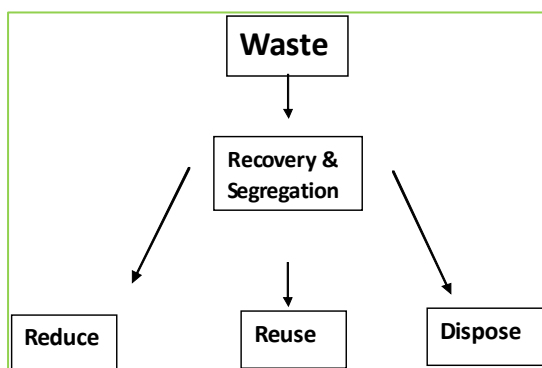 Waste
Recovery &
Segregation
Reduce
Reuse
Dispose